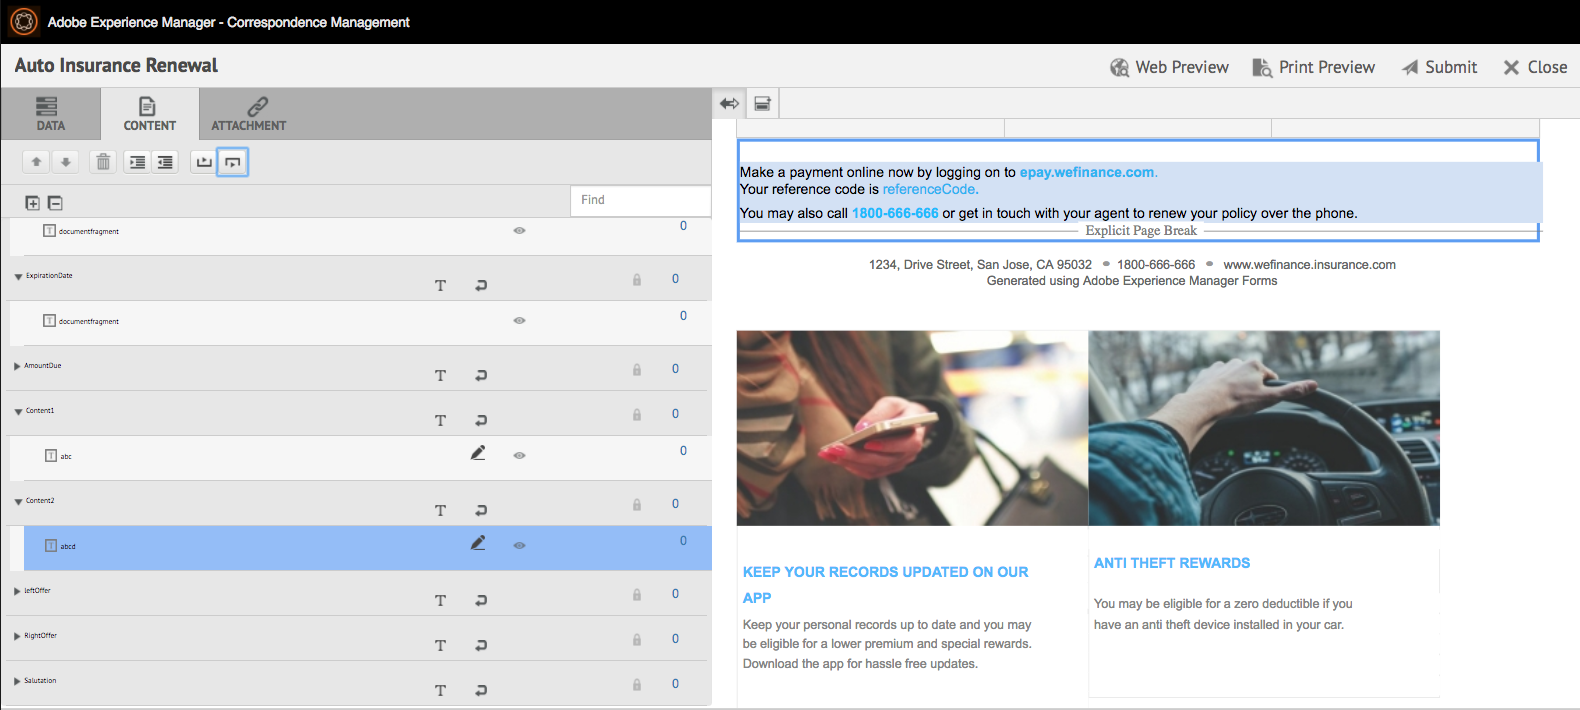 Adobe Experience Manager - Correspondence Management
Auto Insurance Renewal
Web Preview
Print Preview
Submit
Close
DATA
CONTENT
ATTACHMENT
Find
documentfragment
0
ExpirationDate
T
0
documentfragment
0
AmountDue
T
0
Content1
T
0
abc
0
Content2
T
0
abcd
0
leftOffer
T
0
RightOffer
T
0
Salutation
T
0
Make a payment online now by logging on to epay.wefinance.com.
Your reference code is referenceCode.
You may also call 1800-666-666 or get in touch with your agent to renew your policy over the phone.
Explicit Page Break
1234, Drive Street, San Jose, CA 95032 • 1800-666-666 • www.wefinance.insurance.com
Generated using Adobe Experience Manager Forms
KEEP YOUR RECORDS UPDATED ON OUR
APP
Keep your personal records up to date and you may
be eligible for a lower premium and special rewards.
Download the app for hassle free updates.
ANTI THEFT REWARDS
You may be eligible for a zero deductible if you
have an anti theft device installed in your car.